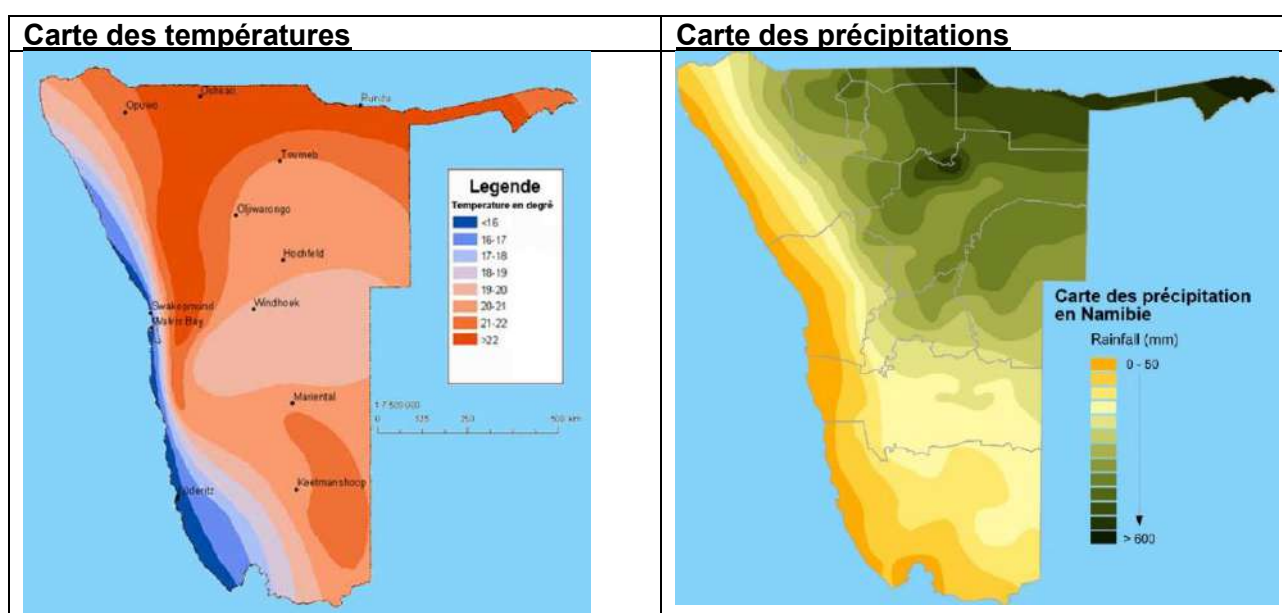 Carte des températures
Carte des précipitations
Opuwo
Oshkao
Rundu
Tsumeb
Otjiwarongo
Hochfeld
Swakopmund
Walvis Bay
Windhoek
Mariental
Keetmanshoop
Lüderitz
Legende
Temperature en degré
<16
16-17
17-18
18-19
19-20
20-21
21-22
>22
1:7 500 000
0 125 250 500 km
Carte des précipitation
en Namibie
Rainfall (mm)
0 - 50
> 600